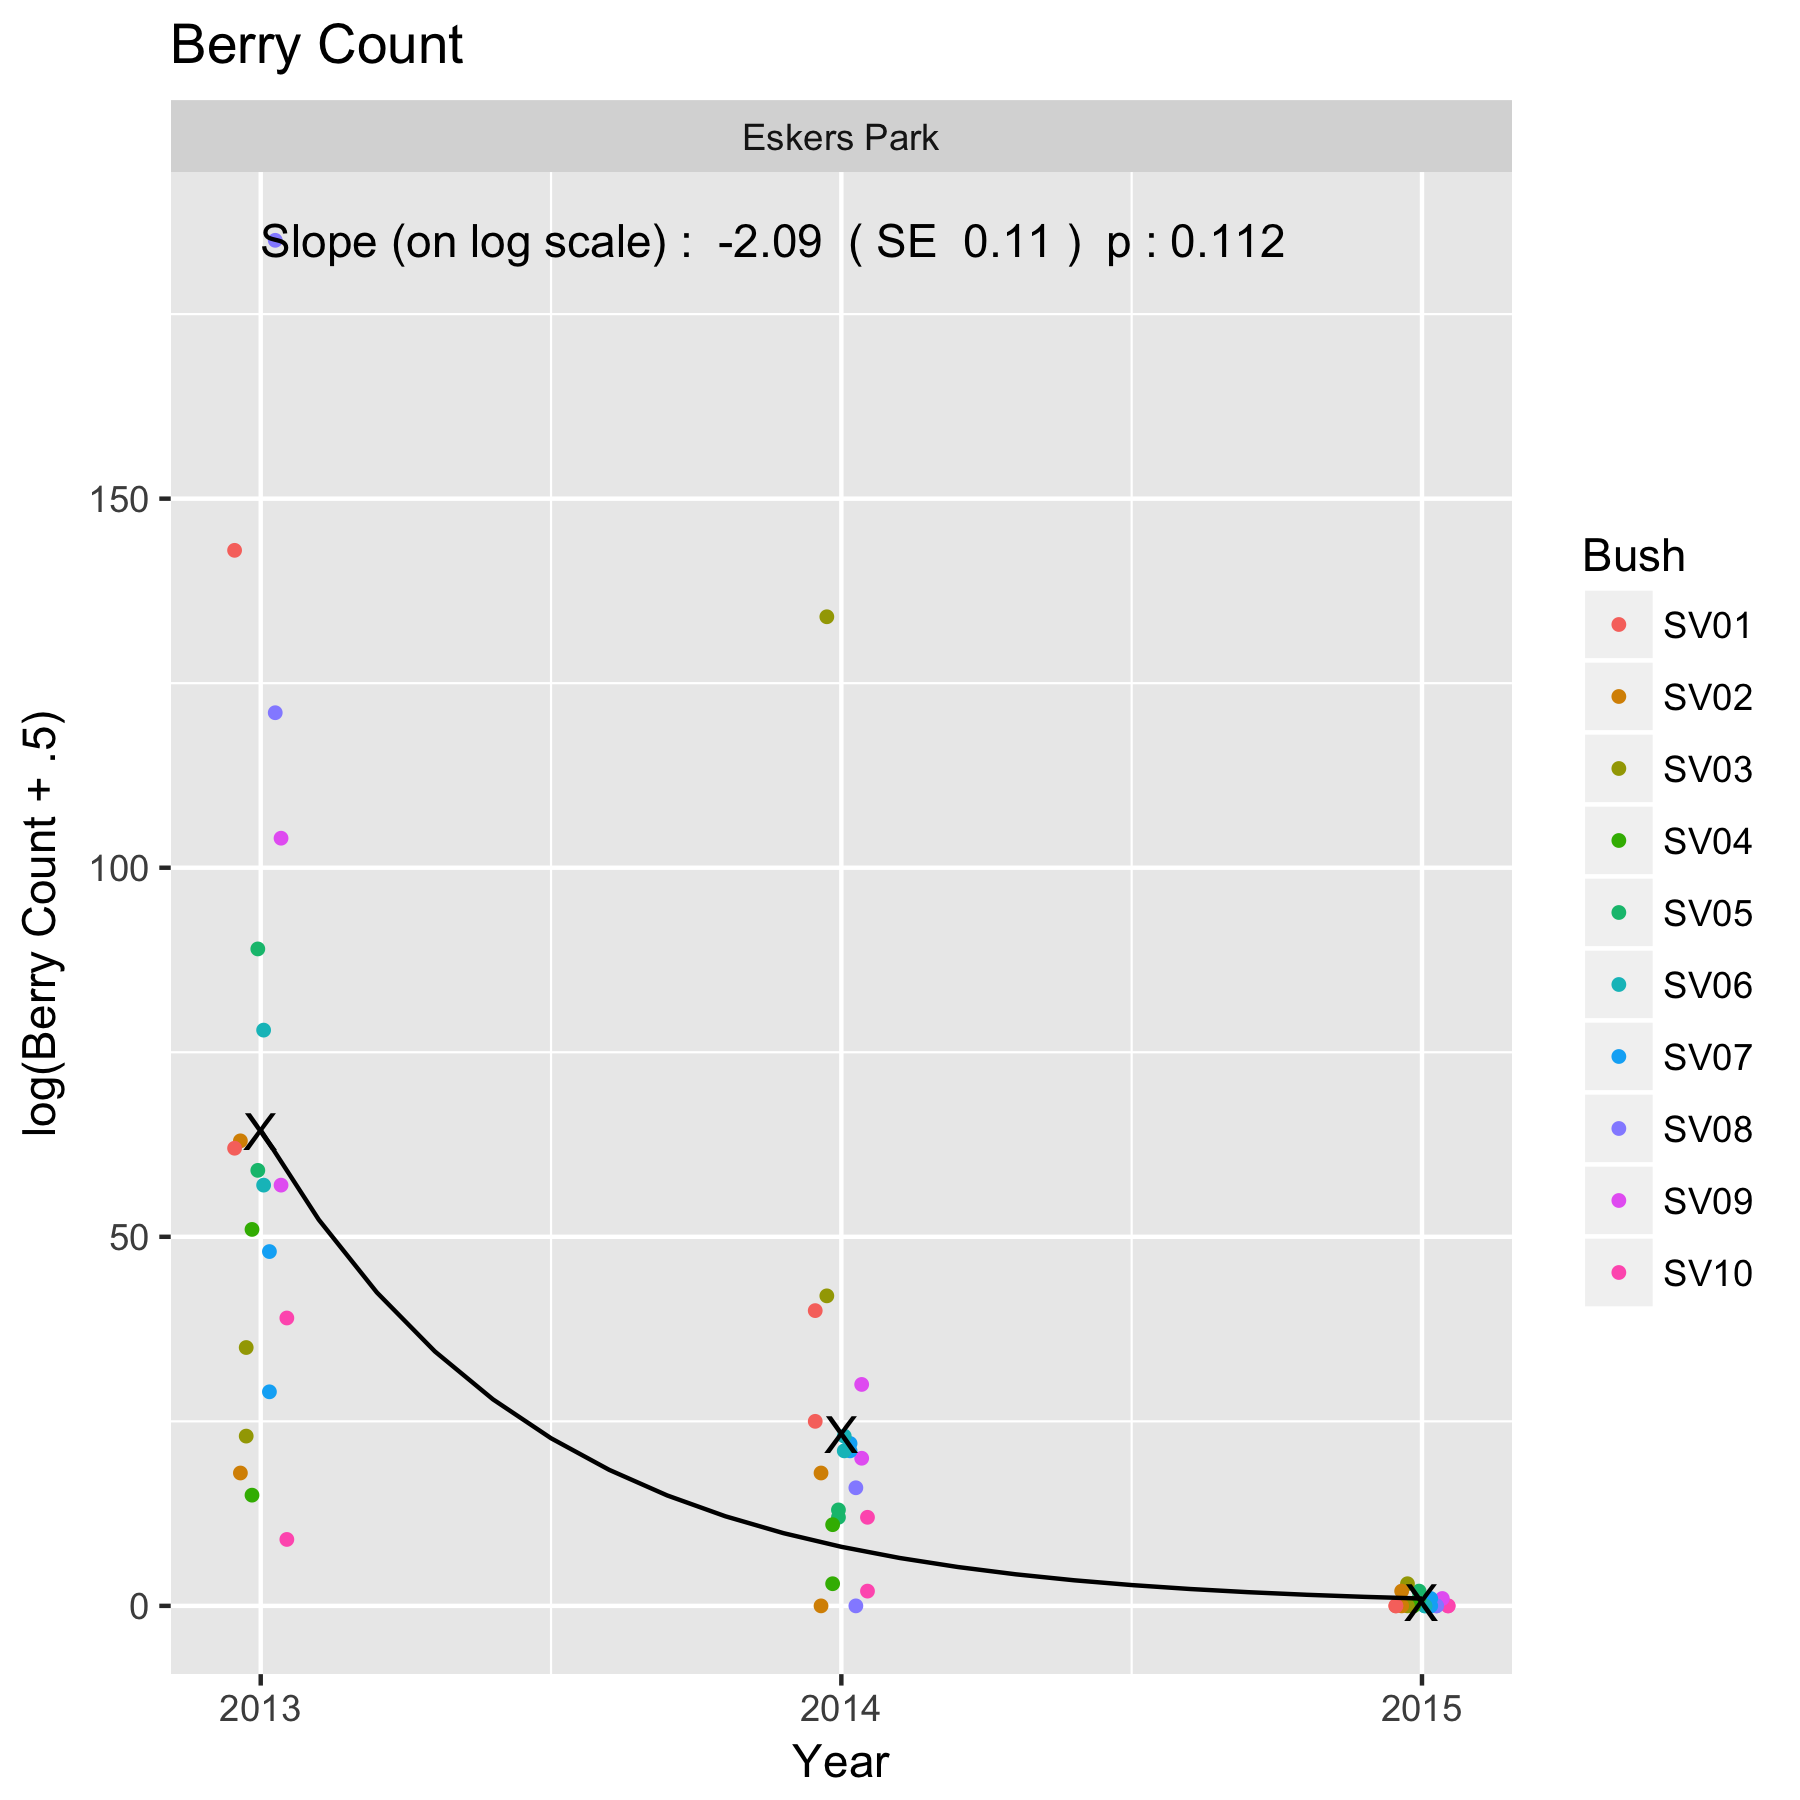 Berry Count
Eskers Park
Slope (on log scale) :  -2.09  ( SE  0.11 )  p : 0.112
log(Berry Count + .5)
150
100
50
0
X
X
X
2013
2014
2015
Year
Bush
SV01
SV02
SV03
SV04
SV05
SV06
SV07
SV08
SV09
SV10